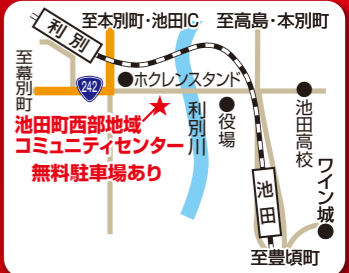 至本別町・池田IC
至高島・本別町
利別
至幕別町
242
ホクレンスタンド
池田町西部地域
コミュニティセンター
無料駐車場あり
利別川
役場
池田高校
池田
ワイン城
至豊頃町